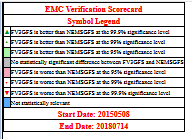 EMC Verification Scorecard
Symbol Legend
▲ FV3GFS is better than NEMSGFS at the 99.9% significance level
▲ FV3GFS is better than NEMSGFS at the 99% significance level
FV3GFS is better than NEMSGFS at the 95% significance level
No statistically significant difference between FV3GFS and NEMSGFS
FV3GFS is worse than NEMSGFS at the 95% significance level
▼ FV3GFS is worse than NEMSGFS at the 99% significance level
▼ FV3GFS is worse than NEMSGFS at the 99.9% significance level
Not statistically relevant
Start Date: 20150508
End Date: 20180714